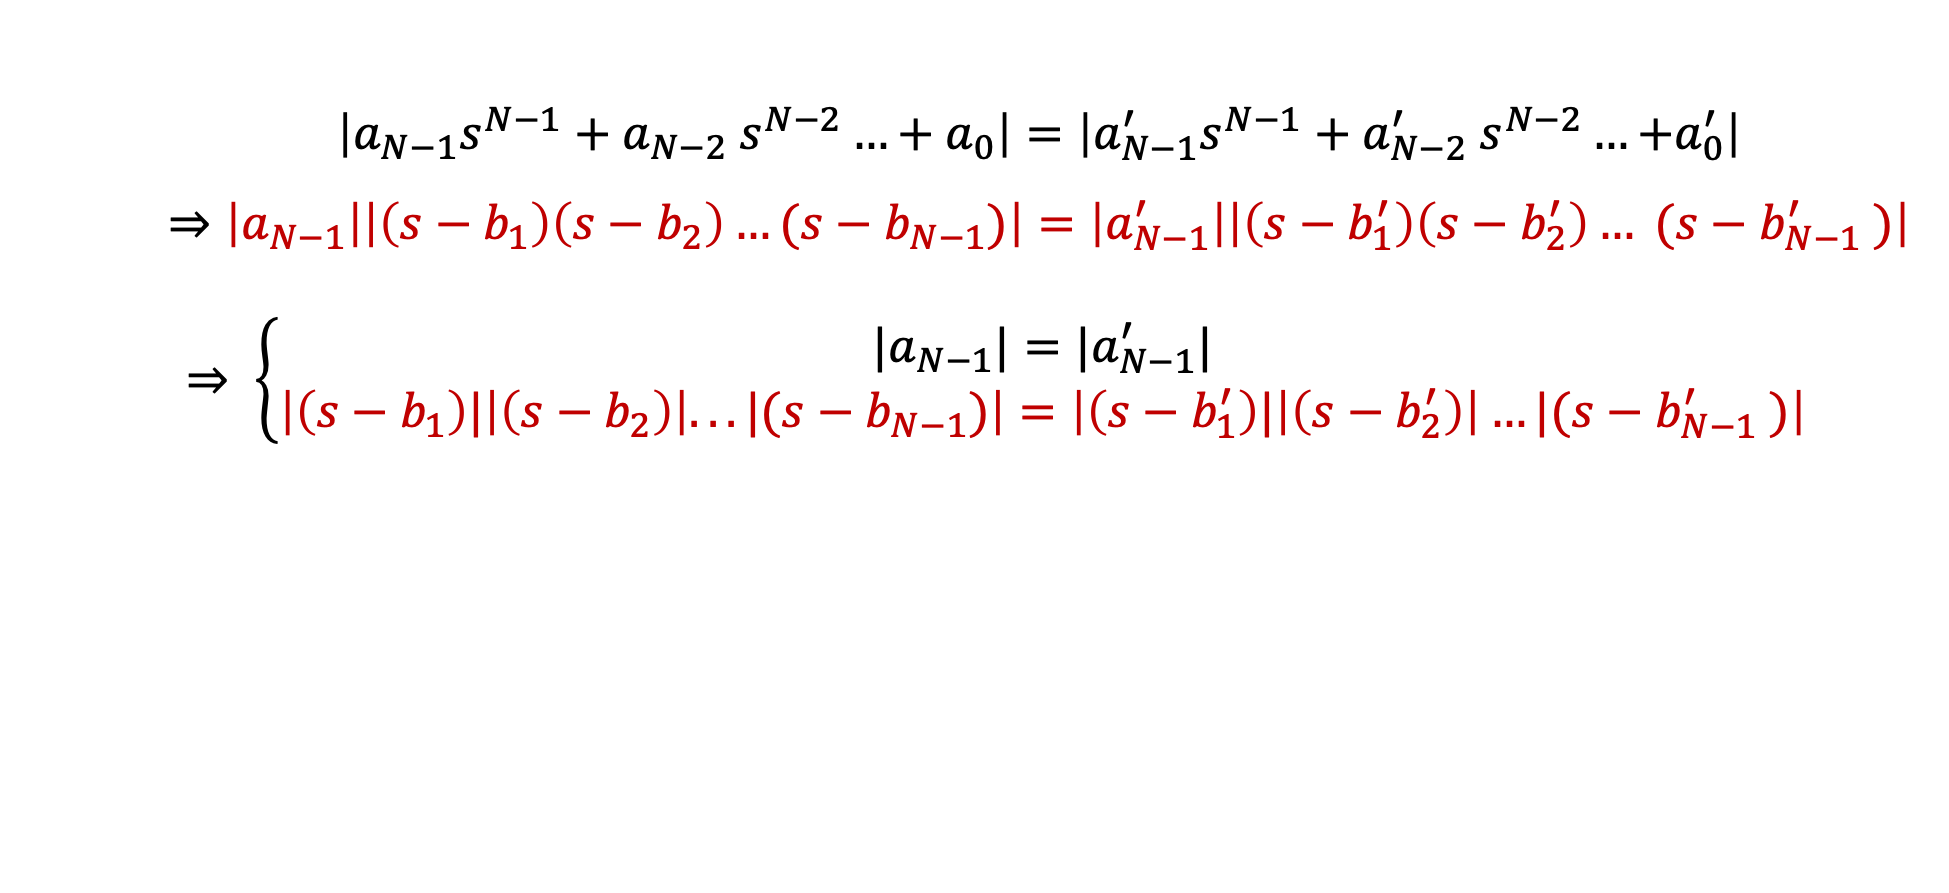 |a_{N−1}s^{N−1} + a_{N−2} s^{N−2} … + a_0| = |a′_{N−1}s^{N−1} + a′_{N−2} s^{N−2} … +a′_0|
⇒ |a_{N−1}||(s − b_1)(s − b_2) … (s − b_{N−1})| = |a′_{N−1}||(s − b′_1)(s − b′_2) … (s − b′_{N−1} )|
⇒ { |a_{N−1}| = |a′_{N−1}|
|(s − b_1)||(s − b_2)|. . . |(s − b_{N−1})| = |(s − b′_1)||(s − b′_2)| … |(s − b′_{N−1} )|